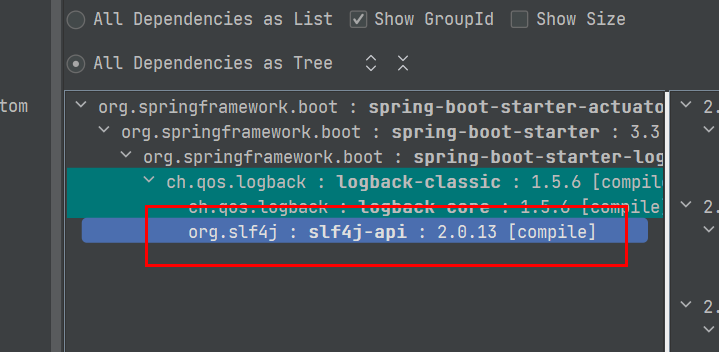 All Dependencies as List Show GroupId Show Size
All Dependencies as Tree
tom
org.springframework.boot : spring-boot-starter-actuato
2.
org.springframework.boot : spring-boot-starter : 3.3
org.springframework.boot : spring-boot-starter-log
ch.qos.logback : logback-classic : 1.5.6 [compile
ch.qos.logback : logback-core : 1.5.6 [compile
2.
org.slf4j : slf4j-api : 2.0.13 [compile]
2.